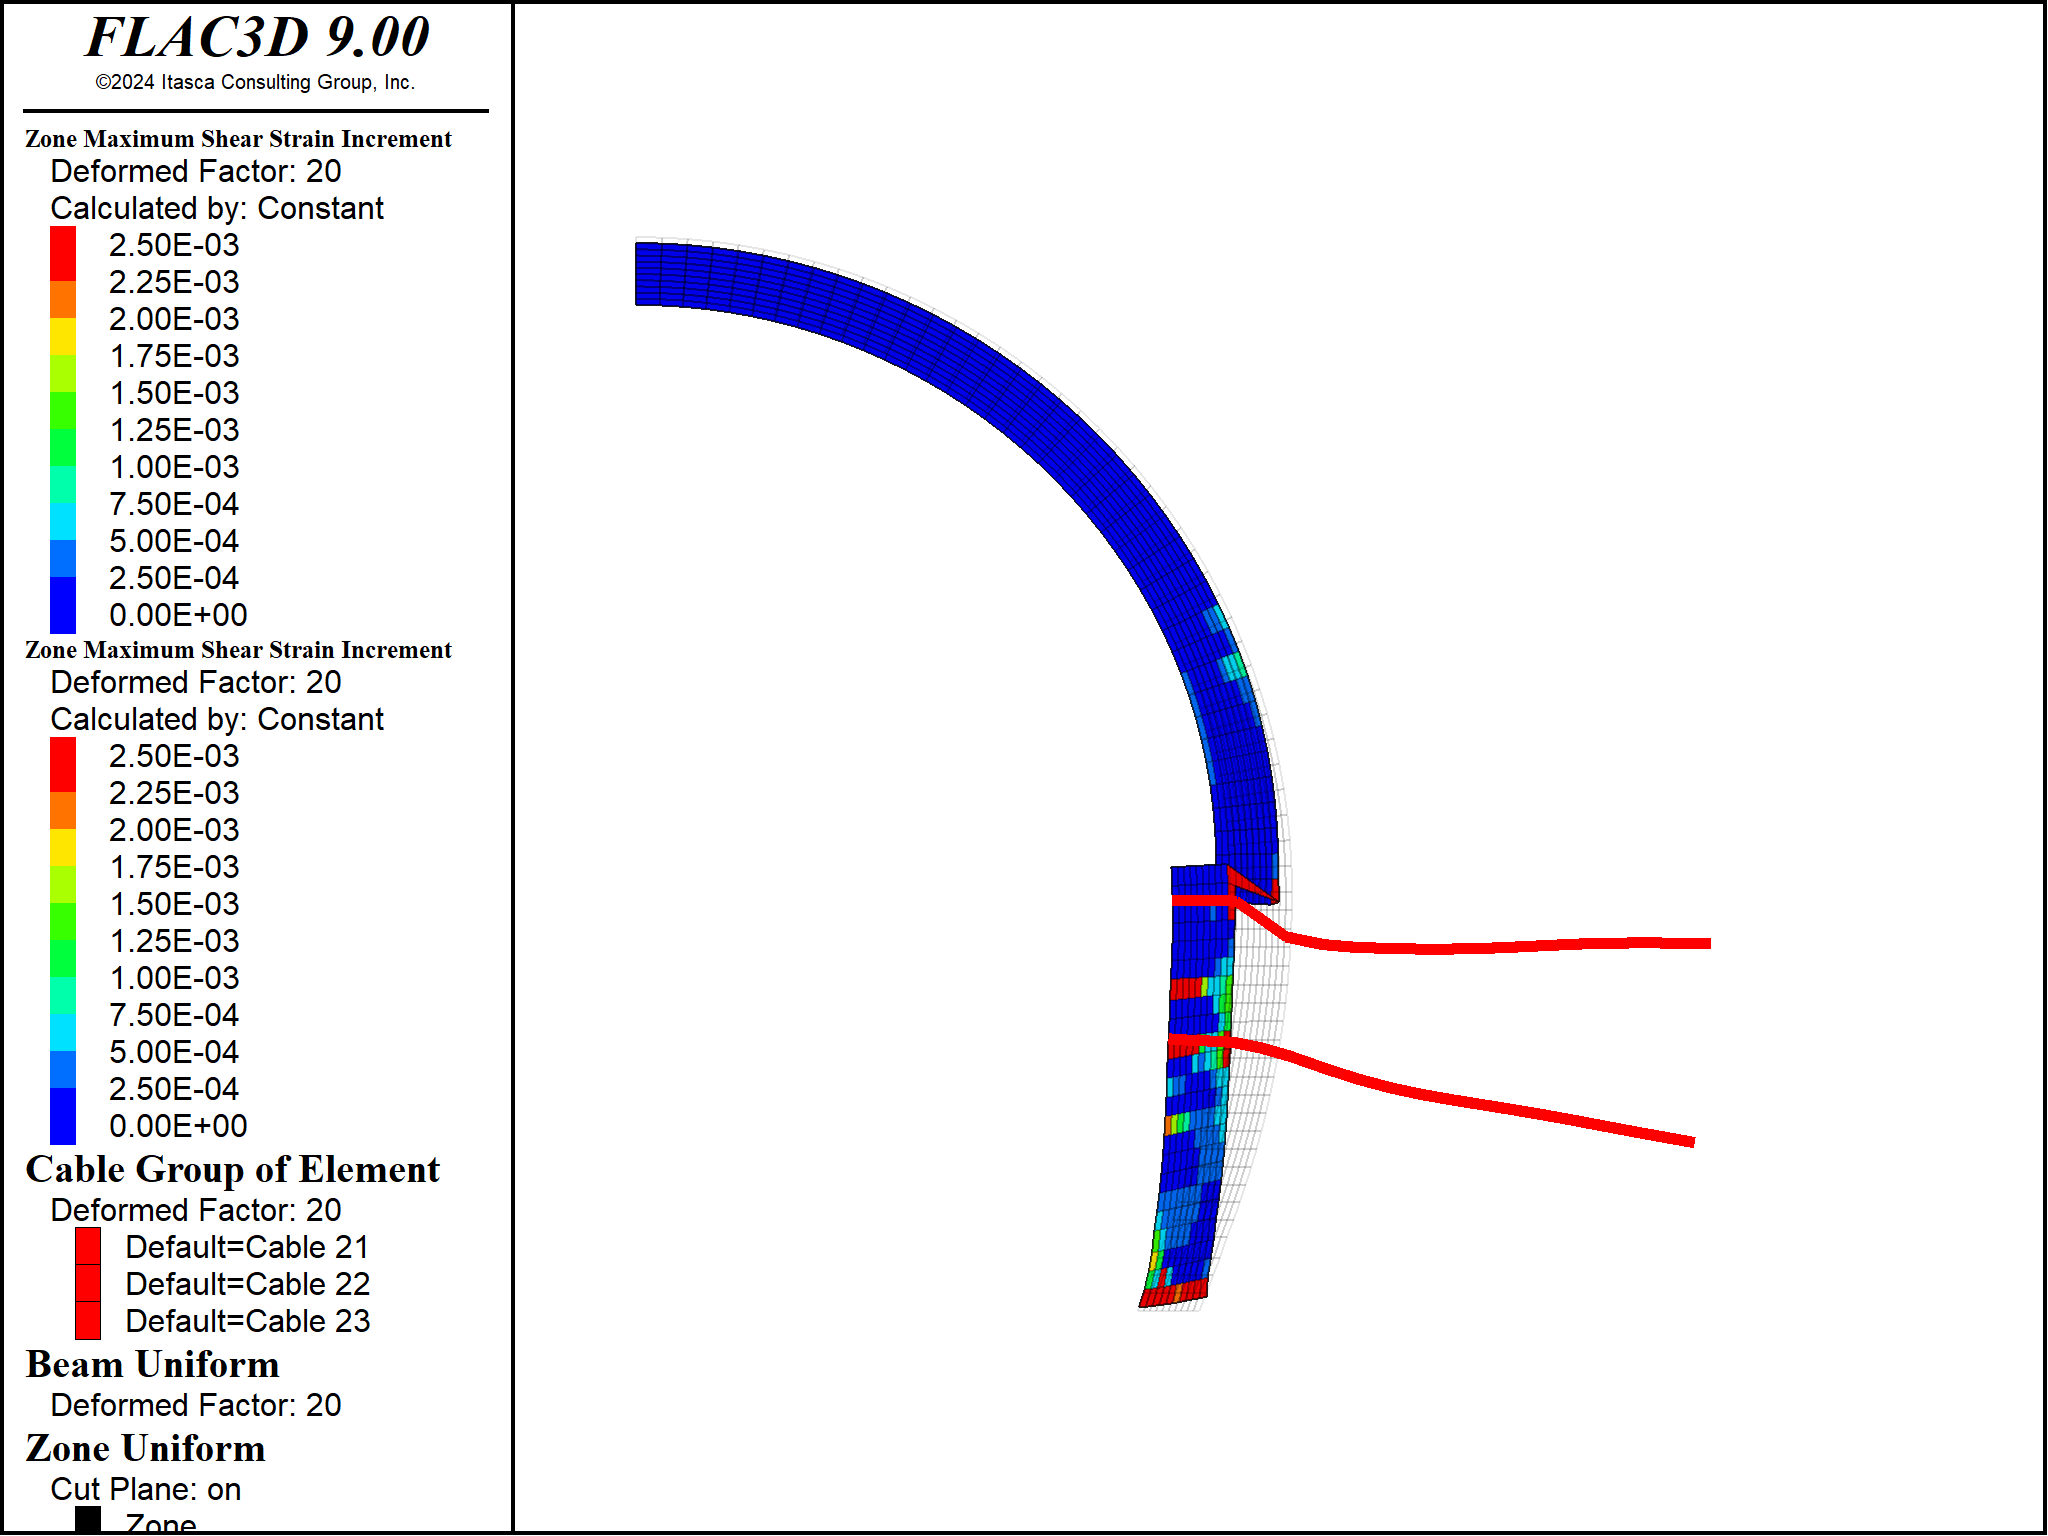 FLAC3D 9.00
©2024 Itasca Consulting Group, Inc.
Zone Maximum Shear Strain Increment
Deformed Factor: 20
Calculated by: Constant
2.50E-03
2.25E-03
2.00E-03
1.75E-03
1.50E-03
1.25E-03
1.00E-03
7.50E-04
5.00E-04
2.50E-04
0.00E+00
Zone Maximum Shear Strain Increment
Deformed Factor: 20
Calculated by: Constant
2.50E-03
2.25E-03
2.00E-03
1.75E-03
1.50E-03
1.25E-03
1.00E-03
7.50E-04
5.00E-04
2.50E-04
0.00E+00
Cable Group of Element
Deformed Factor: 20
Default=Cable 21
Default=Cable 22
Default=Cable 23
Beam Uniform
Deformed Factor: 20
Zone Uniform
Cut Plane: on
Zone